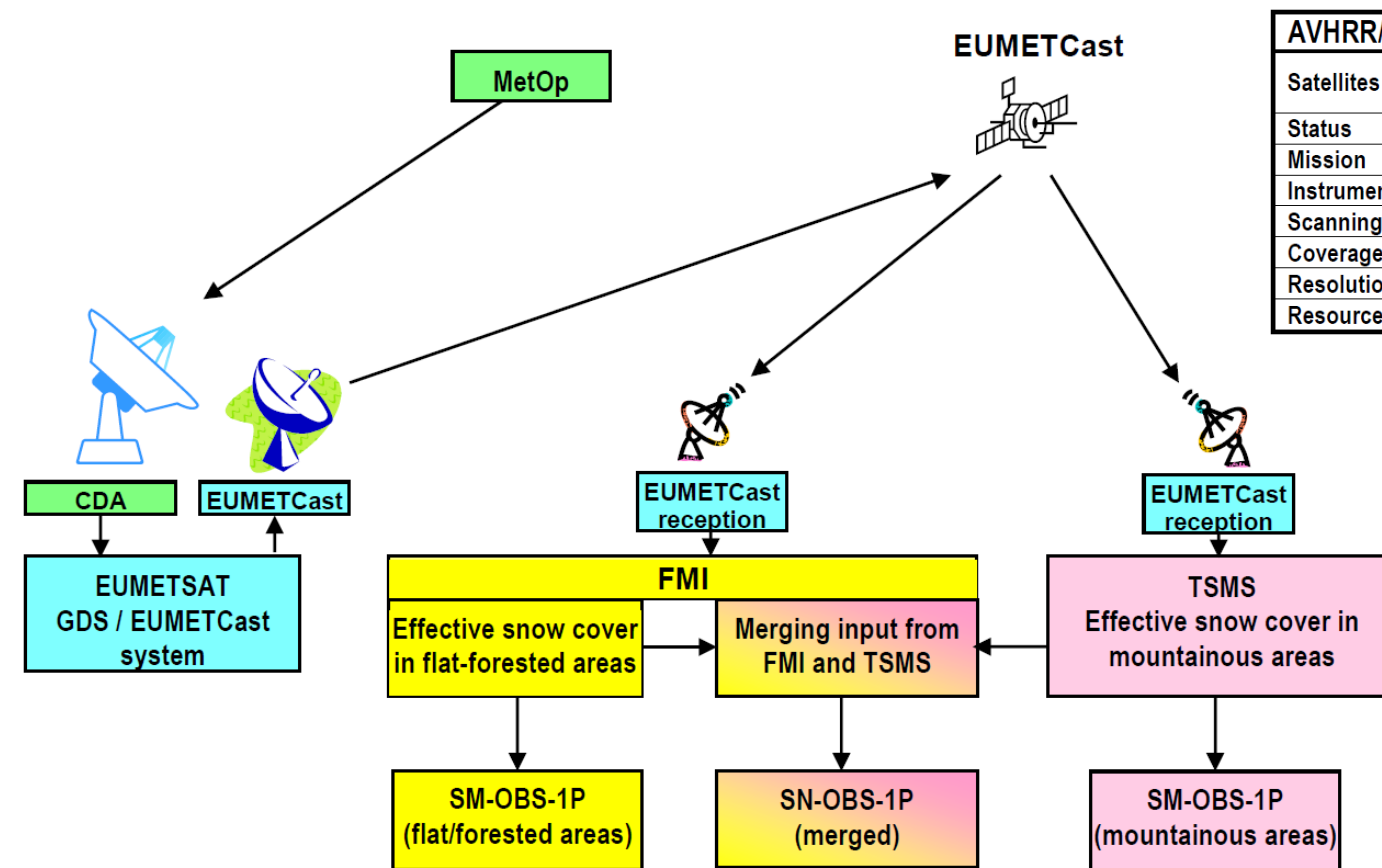 EUMETCast
MetOp
AVHRR/
Satellites
Status
Mission
Instrumen
Scanning
Coverage
Resolutio
Resource
CDA
EUMETCast
EUMETCast
reception
EUMETCast
reception
EUMETSAT
GDS / EUMETCast
system
FMI
Effective snow cover
in flat-forested areas
Merging input from
FMI and TSMS
TSMS
Effective snow cover in
mountainous areas
SM-OBS-1P
(flat/forested areas)
SN-OBS-1P
(merged)
SM-OBS-1P
(mountainous areas)